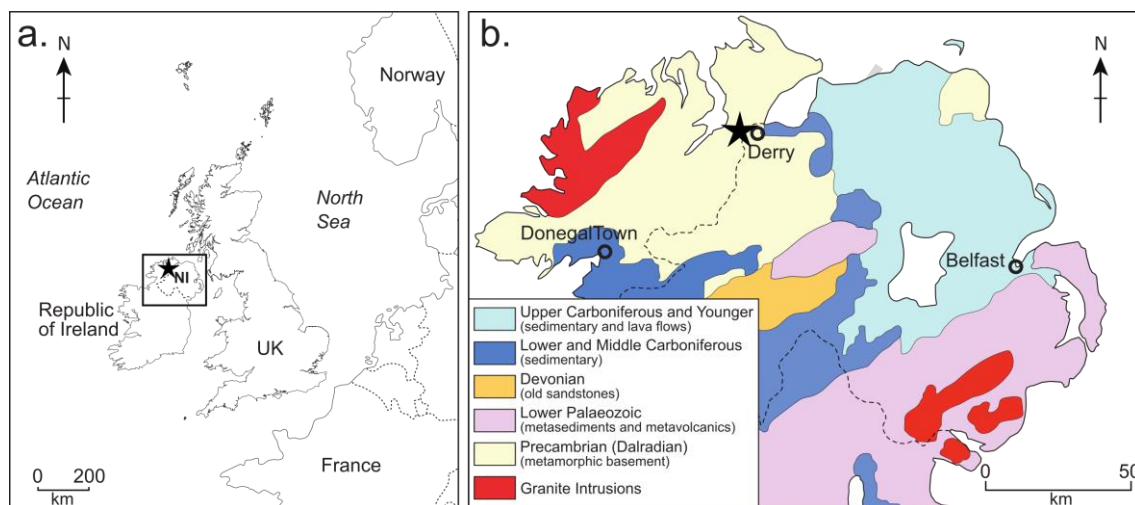 a.
N
Norway
Atlantic
Ocean
North
Sea
NI
Republic
of Ireland
UK
France
0 200
km
b.
N
Derry
DonegalTown
Belfast
Upper Carboniferous and Younger
(sedimentary and lava flows)
Lower and Middle Carboniferous
(sedimentary)
Devonian
(old sandstones)
Lower Palaeozoic
(metasediments and metavolcanics)
Precambrian (Dalradian)
(metamorphic basement)
Granite Intrusions
0 50
km